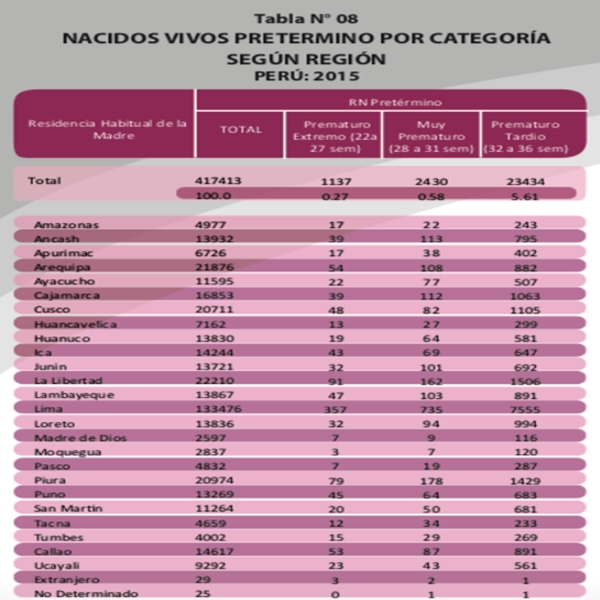 Tabla N° 08
NACIDOS VIVOS PRETERMINO POR CATEGORÍA
SEGÚN REGIÓN
PERÚ: 2015
Residencia Habitual de la Madre TOTAL RN Pretérmino
Prematuro Extremo (22a 27 sem) Muy Prematuro (28 a 31 sem) Prematuro Tardio (32 a 36 sem)
Total 417413 1137 2430 23434
100.0 0.27 0.58 5.61
Amazonas 4977 17 22 243
Ancash 13932 39 113 795
Apurimac 6726 17 38 402
Arequipa 21876 54 108 882
Ayacucho 11595 22 77 507
Cajamarca 16853 39 112 1063
Cusco 20711 48 82 1105
Huancavelica 7162 13 27 299
Huanuco 13830 19 64 581
Ica 14244 43 69 647
Junin 13721 32 101 692
La Libertad 22210 91 162 1506
Lambayeque 13867 47 103 891
Lima 133476 357 735 7555
Loreto 13836 32 94 994
Madre de Dios 2597 7 9 116
Moquegua 2837 3 7 120
Pasco 4832 7 19 287
Piura 20974 79 178 1429
Puno 13269 45 64 683
San Martin 11264 20 50 681
Tacna 4659 12 34 233
Tumbes 4002 15 29 269
Callao 14617 53 87 891
Ucayali 9292 23 43 561
Extranjero 29 3 2 1
No Determinado 25 0 1 1